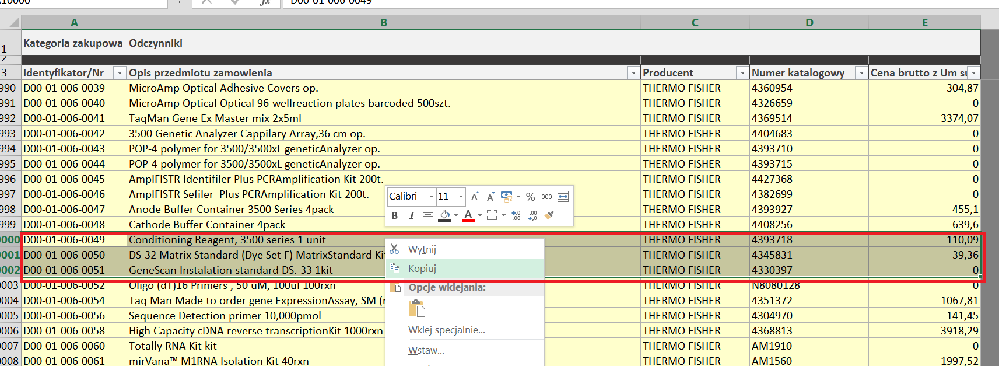 D00-01-006-0049
A B C D E
1 Kategoria zakupowa Odczynniki
2
3 Identyfikator/Nr Opis przedmiotu zamowienia Producent Numer katalogowy Cena brutto z Um
990 D00-01-006-0039 MicroAmp Optical Adhesive Covers op. THERMO FISHER 4360954 304,87
991 D00-01-006-0040 MicroAmp Optical Optical 96-wellreaction plates barcoded 500szt. THERMO FISHER 4326659 0
992 D00-01-006-0041 TaqMan Gene Ex Master mix 2x5ml THERMO FISHER 4369514 3374,07
993 D00-01-006-0042 3500 Genetic Analyzer Cappilary Array,36 cm op. THERMO FISHER 4404683 0
994 D00-01-006-0043 POP-4 polymer for 3500/3500xL geneticAnalyzer op. THERMO FISHER 4393710 0
995 D00-01-006-0044 POP-4 polymer for 3500/3500xL geneticAnalyzer op. THERMO FISHER 4393715 0
996 D00-01-006-0045 AmplFISTR Identifiler Plus PCRAmplification Kit 200t. THERMO FISHER 4427368 0
997 D00-01-006-0046 AmplFISTR Sefiler Plus PCRAmplification Kit 200t. THERMO FISHER 4382699 0
998 D00-01-006-0047 Anode Buffer Container 3500 Series 4pack THERMO FISHER 4393927 455,1
999 D00-01-006-0048 Cathode Buffer Container 4pack THERMO FISHER 4408256 639,6
0000 D00-01-006-0049 Conditioning Reagent, 3500 series 1 unit THERMO FISHER 4393718 110,09
0001 D00-01-006-0050 DS-32 Matrix Standard (Dye Set F) MatrixStandard THERMO FISHER 4345831 39,36
0002 D00-01-006-0051 GeneScan Instalation standard DS.-33 1kit THERMO FISHER 4330397 0
0003 D00-01-006-0052 Oligo (dT)16 Primers , 50 uM, 100ul 100rxn N8080128 THERMO FISHER 0
0004 D00-01-006-0054 Taq Man Made to order gene ExpressionAssay, SM THERMO FISHER 4351372 1067,81
0005 D00-01-006-0056 Sequence Detection primer 10,000pmol THERMO FISHER 4304970 141,45
0006 D00-01-006-0058 High Capacity cDNA reverse transcriptionKit 1000rxn THERMO FISHER 4368813 3918,29
0007 D00-01-006-0060 Totally RNA Kit kit THERMO FISHER AM1910 0
0008 D00-01-006-0061 mirVana™ M1RNA Isolation Kit 40rxn THERMO FISHER AM1560 1997,52
Calibri 11 A A % 000
B I A
Wytnij
Kopiuj
Opcje wklejania:
Wklej specjalnie...
Wstaw...